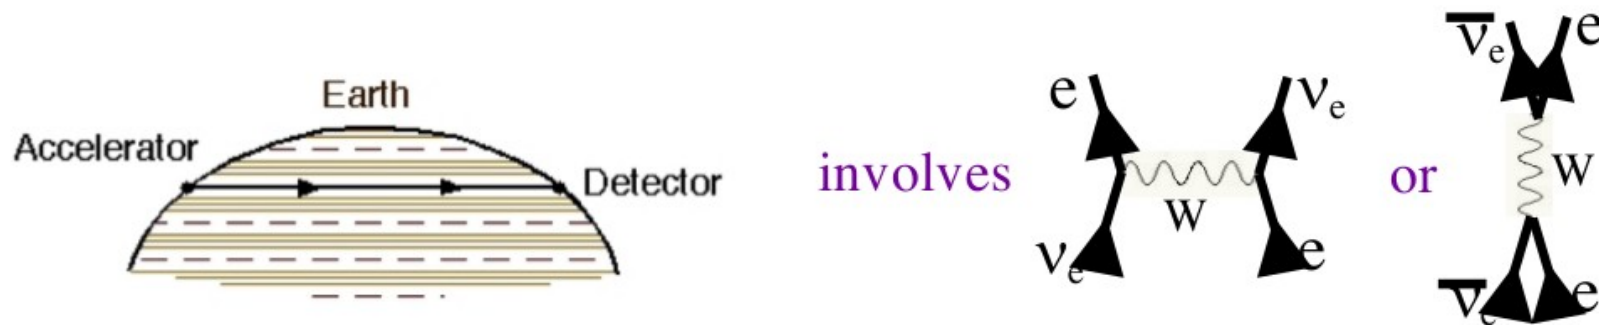 Earth
Accelerator
Detector
involves
e
νe
W
νe
e
or
ν̅e
e
W
ν̅e
e